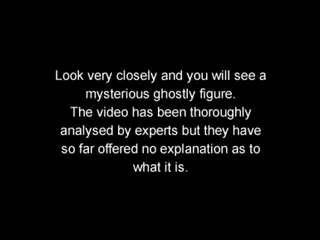 Look very closely and you will see a
mysterious ghostly figure.
The video has been thoroughly
analysed by experts but they have
so far offered no explanation as to
what it is.